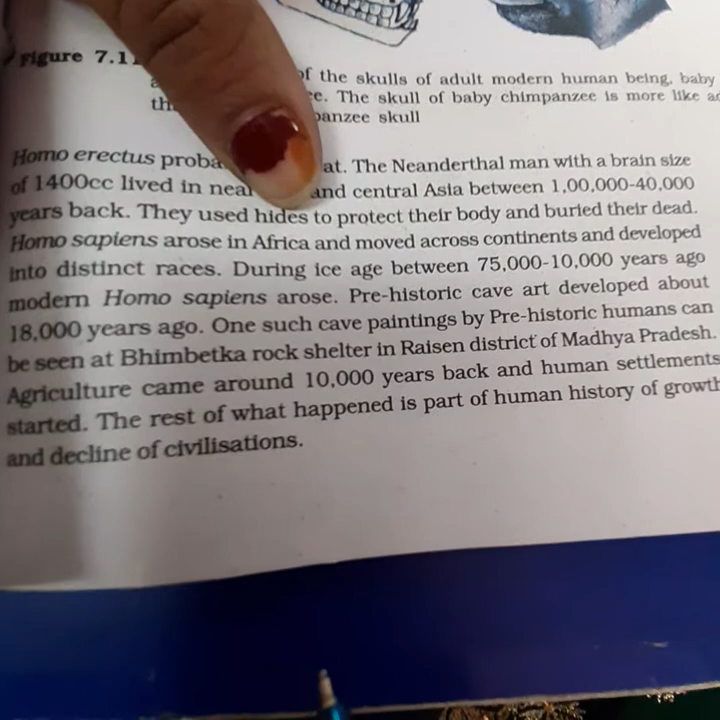 Figure 7.11
of the skulls of adult modern human being, baby
The skull of baby chimpanzee is more like
skull
Homo erectus at. The Neanderthal man with a brain size
of 1400cc lived in and central Asia between 1,00,000-40,000
years back. They used hides to protect their body and buried their dead.
Homo sapiens arose in Africa and moved across continents and developed
into distinct races. During ice age between 75,000-10,000 years ago
modern Homo sapiens arose. Pre-historic cave art developed about
18,000 years ago. One such cave paintings by Pre-historic humans can
be seen at Bhimbetka rock shelter in Raisen district of Madhya Pradesh.
Agriculture came around 10,000 years back and human settlements
started. The rest of what happened is part of human history of growth
and decline of civilisations.